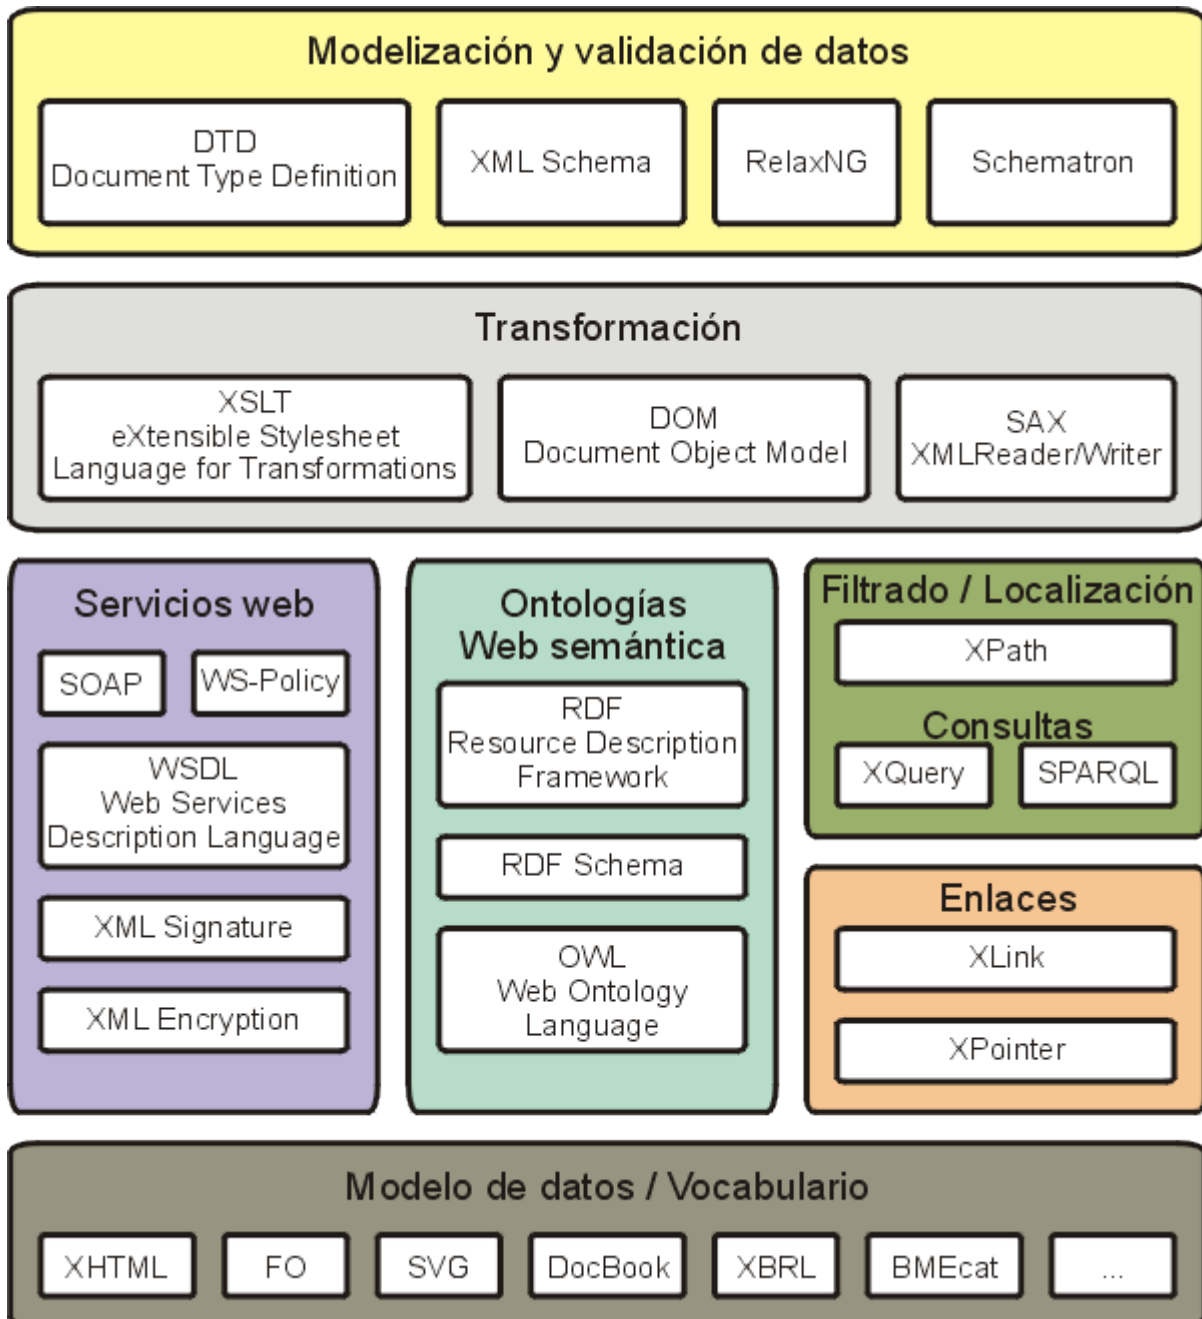 Modelización y validación de datos
DTD
Document Type Definition
XML Schema
RelaxNG
Schematron
Transformación
XSLT
eXtensible Stylesheet
Language for Transformations
DOM
Document Object Model
SAX
XMLReader/Writer
Servicios web
SOAP
WS-Policy
WSDL
Web Services
Description Language
XML Signature
XML Encryption
Ontologías
Web semántica
RDF
Resource Description
Framework
RDF Schema
OWL
Web Ontology
Language
Filtrado / Localización
XPath
Consultas
XQuery
SPARQL
Enlaces
XLink
XPointer
Modelo de datos / Vocabulario
XHTML
FO
SVG
DocBook
XBRL
BMEcat
...